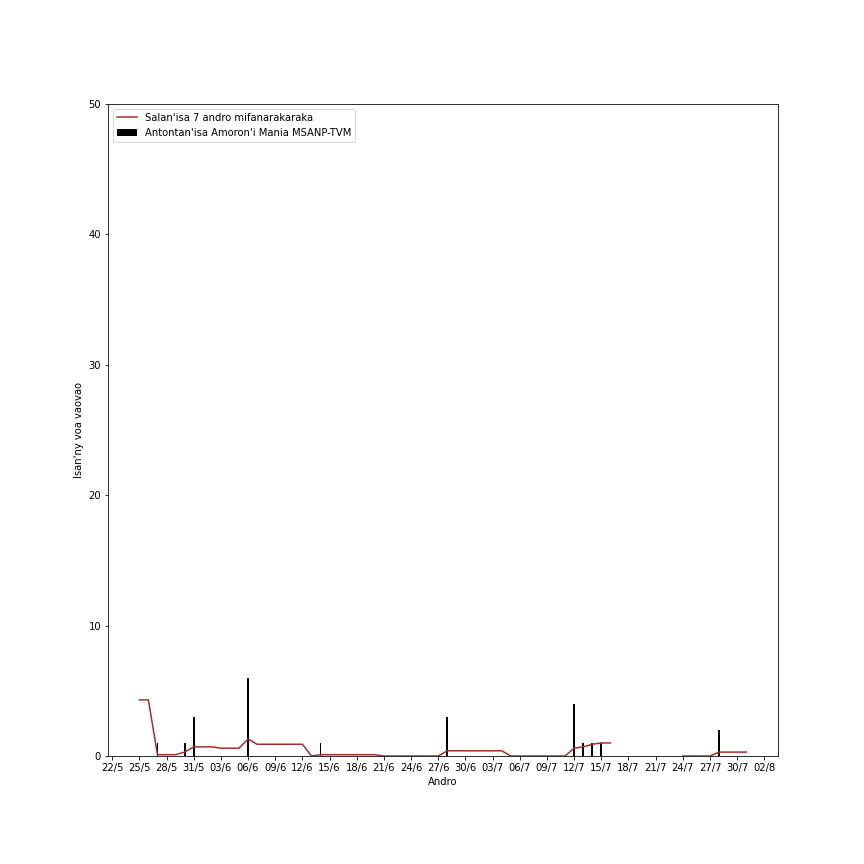 50
Salan'isa 7 andro mifanarakaraka
Antontan'isa Amoron'i Mania MSANP-TVM
40
30
Isan'ny voa vaovao
20
10
0
22/5 25/5 28/5 31/5 03/6 06/6 09/6 12/6 15/6 18/6 21/6 24/6 27/6 30/6 03/7 06/7 09/7 12/7 15/7 18/7 21/7 24/7 27/7 30/7 02/8
Andro